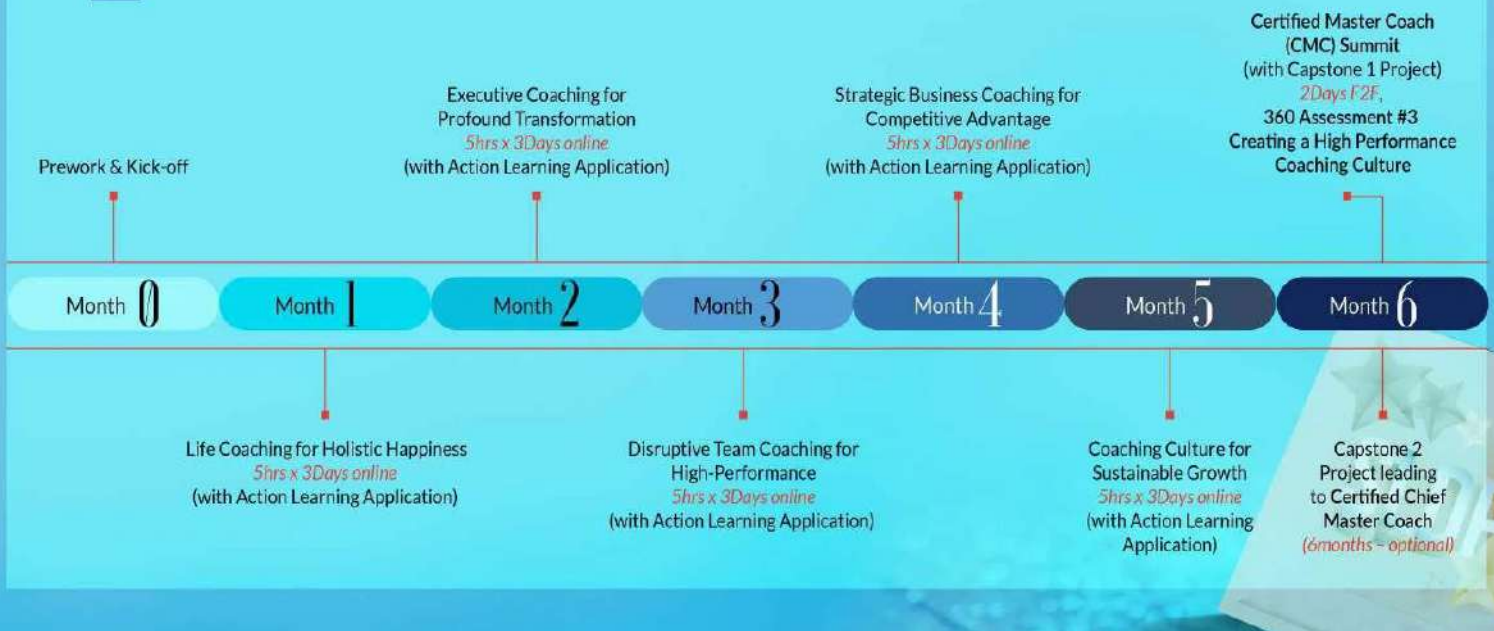 Prework & Kick-off
Executive Coaching for
Profound Transformation
5hrs x 3Days online
(with Action Learning Application)
Strategic Business Coaching for
Competitive Advantage
5hrs x 3Days online
(with Action Learning Application)
Certified Master Coach
(CMC) Summit
(with Capstone 1 Project)
2Days F2F,
360 Assessment #3
Creating a High Performance
Coaching Culture
Month 0
Month 1
Month 2
Month 3
Month 4
Month 5
Month 6
Life Coaching for Holistic Happiness
5hrs x 3Days online
(with Action Learning Application)
Disruptive Team Coaching for
High-Performance
5hrs x 3Days online
(with Action Learning Application)
Coaching Culture for
Sustainable Growth
5hrs x 3Days online
(with Action Learning
Application)
Capstone 2
Project leading
to Certified Chief
Master Coach
(6months – optional)